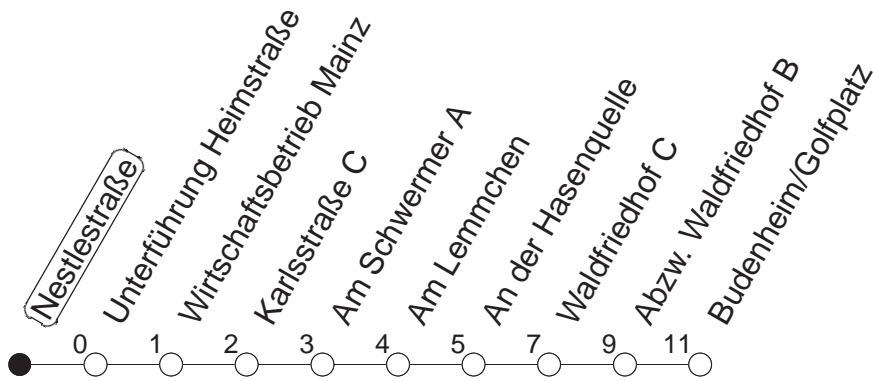 Nestlestraße
Unterführung Heimstraße
Wirtschaftsbetrieb Mainz
Karlsstraße C
Am Schwermer A
Am Lemmchen
An der Hasenquelle
Waldfriedhof C
Abzw. Waldfriedhof B
Budenheim/Golfplatz
0 1 2 3 4 5 7 9 11